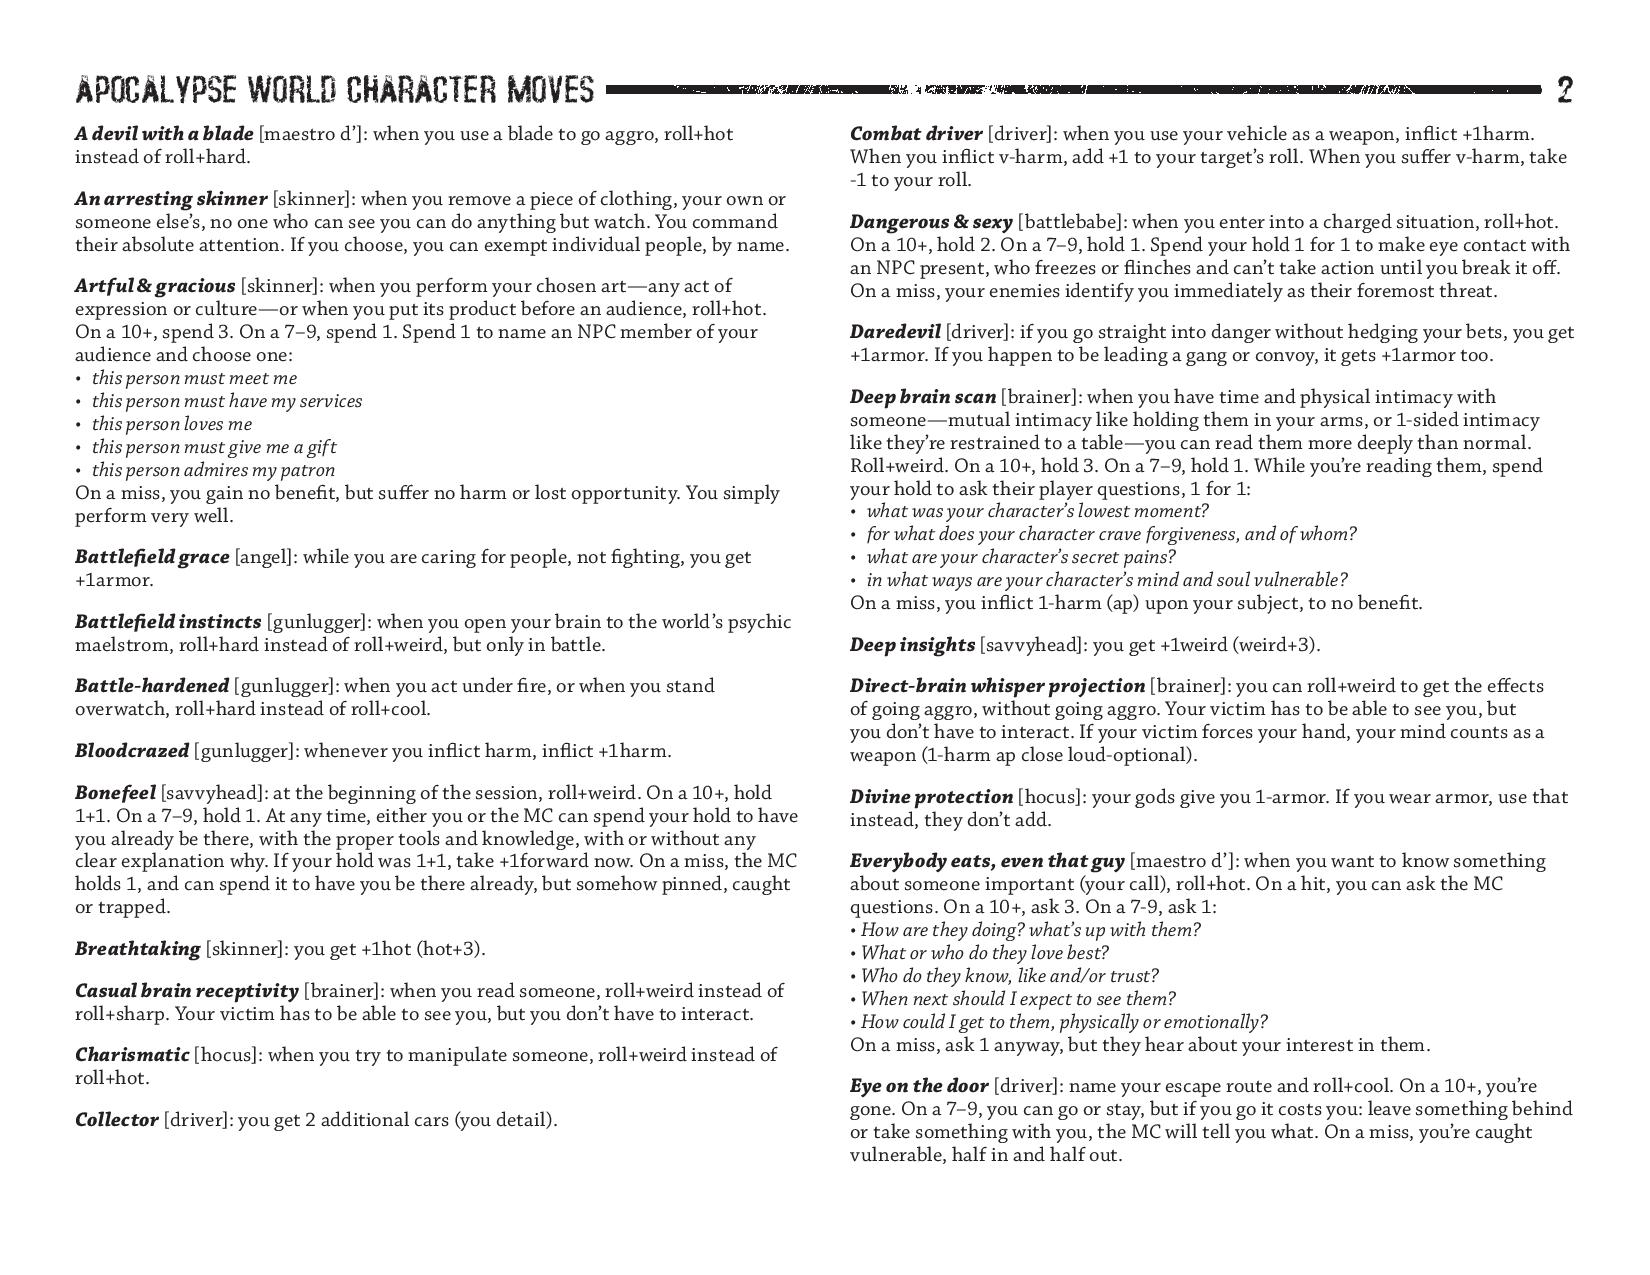 APOCALYPSE WORLD CHARACTER MOVES 2
A devil with a blade [maestro d’]: when you use a blade to go aggro, roll+hot
instead of roll+hard.
An arresting skinner [skinner]: when you remove a piece of clothing, your own or
someone else’s, no one who can see you can do anything but watch. You command
their absolute attention. If you choose, you can exempt individual people, by name.
Artful & gracious [skinner]: when you perform your chosen art—any act of
expression or culture—or when you put its product before an audience, roll+hot.
On a 10+, spend 3. On a 7–9, spend 1. Spend 1 to name an NPC member of your
audience and choose one:
• this person must meet me
• this person must have my services
• this person loves me
• this person must give me a gift
• this person admires my patron
On a miss, you gain no benefit, but suffer no harm or lost opportunity. You simply
perform very well.
Battlefield grace [angel]: while you are caring for people, not fighting, you get
+1armor.
Battlefield instincts [gunlugger]: when you open your brain to the world’s psychic
maelstrom, roll+hard instead of roll+weird, but only in battle.
Battle-hardened [gunlugger]: when you act under fire, or when you stand
overwatch, roll+hard instead of roll+cool.
Bloodcrazed [gunlugger]: whenever you inflict harm, inflict +1harm.
Bonefeel [savvyhead]: at the beginning of the session, roll+weird. On a 10+, hold
1+1. On a 7–9, hold 1. At any time, either you or the MC can spend your hold to have
you already be there, with the proper tools and knowledge, with or without any
clear explanation why. If your hold was 1+1, take +1forward now. On a miss, the MC
holds 1, and can spend it to have you be there already, but somehow pinned, caught
or trapped.
Breathtaking [skinner]: you get +1hot (hot+3).
Casual brain receptivity [brainer]: when you read someone, roll+weird instead of
roll+sharp. Your victim has to be able to see you, but you don’t have to interact.
Charismatic [hocus]: when you try to manipulate someone, roll+weird instead of
roll+hot.
Collector [driver]: you get 2 additional cars (you detail).
Combat driver [driver]: when you use your vehicle as a weapon, inflict +1harm.
When you inflict v-harm, add +1 to your target’s roll. When you suffer v-harm, take
-1 to your roll.
Dangerous & sexy [battlebabe]: when you enter into a charged situation, roll+hot.
On a 10+, hold 2. On a 7–9, hold 1. Spend your hold 1 for 1 to make eye contact with
an NPC present, who freezes or flinches and can’t take action until you break it off.
On a miss, your enemies identify you immediately as their foremost threat.
Daredevil [driver]: if you go straight into danger without hedging your bets, you get
+1armor. If you happen to be leading a gang or convoy, it gets +1armor too.
Deep brain scan [brainer]: when you have time and physical intimacy with
someone—mutual intimacy like holding them in your arms, or 1-sided intimacy
like they’re restrained to a table—you can read them more deeply than normal.
Roll+weird. On a 10+, hold 3. On a 7–9, hold 1. While you’re reading them, spend
your hold to ask their player questions, 1 for 1:
• what was your character’s lowest moment?
• for what does your character crave forgiveness, and of whom?
• what are your character’s secret pains?
• in what ways are your character’s mind and soul vulnerable?
On a miss, you inflict 1-harm (ap) upon your subject, to no benefit.
Deep insights [savvyhead]: you get +1weird (weird+3).
Direct-brain whisper projection [brainer]: you can roll+weird to get the effects
of going aggro, without going aggro. Your victim has to be able to see you, but
you don’t have to interact. If your victim forces your hand, your mind counts as a
weapon (1-harm ap close loud-optional).
Divine protection [hocus]: your gods give you 1-armor. If you wear armor, use that
instead, they don’t add.
Everybody eats, even that guy [maestro d’]: when you want to know something
about someone important (your call), roll+hot. On a hit, you can ask the MC
questions. On a 10+, ask 3. On a 7-9, ask 1:
• How are they doing? what’s up with them?
• What or who do they love best?
• Who do they know, like and/or trust?
• When next should I expect to see them?
• How could I get to them, physically or emotionally?
On a miss, ask 1 anyway, but they hear about your interest in them.
Eye on the door [driver]: name your escape route and roll+cool. On a 10+, you’re
gone. On a 7–9, you can go or stay, but if you go it costs you: leave something behind
or take something with you, the MC will tell you what. On a miss, you’re caught
vulnerable, half in and half out.